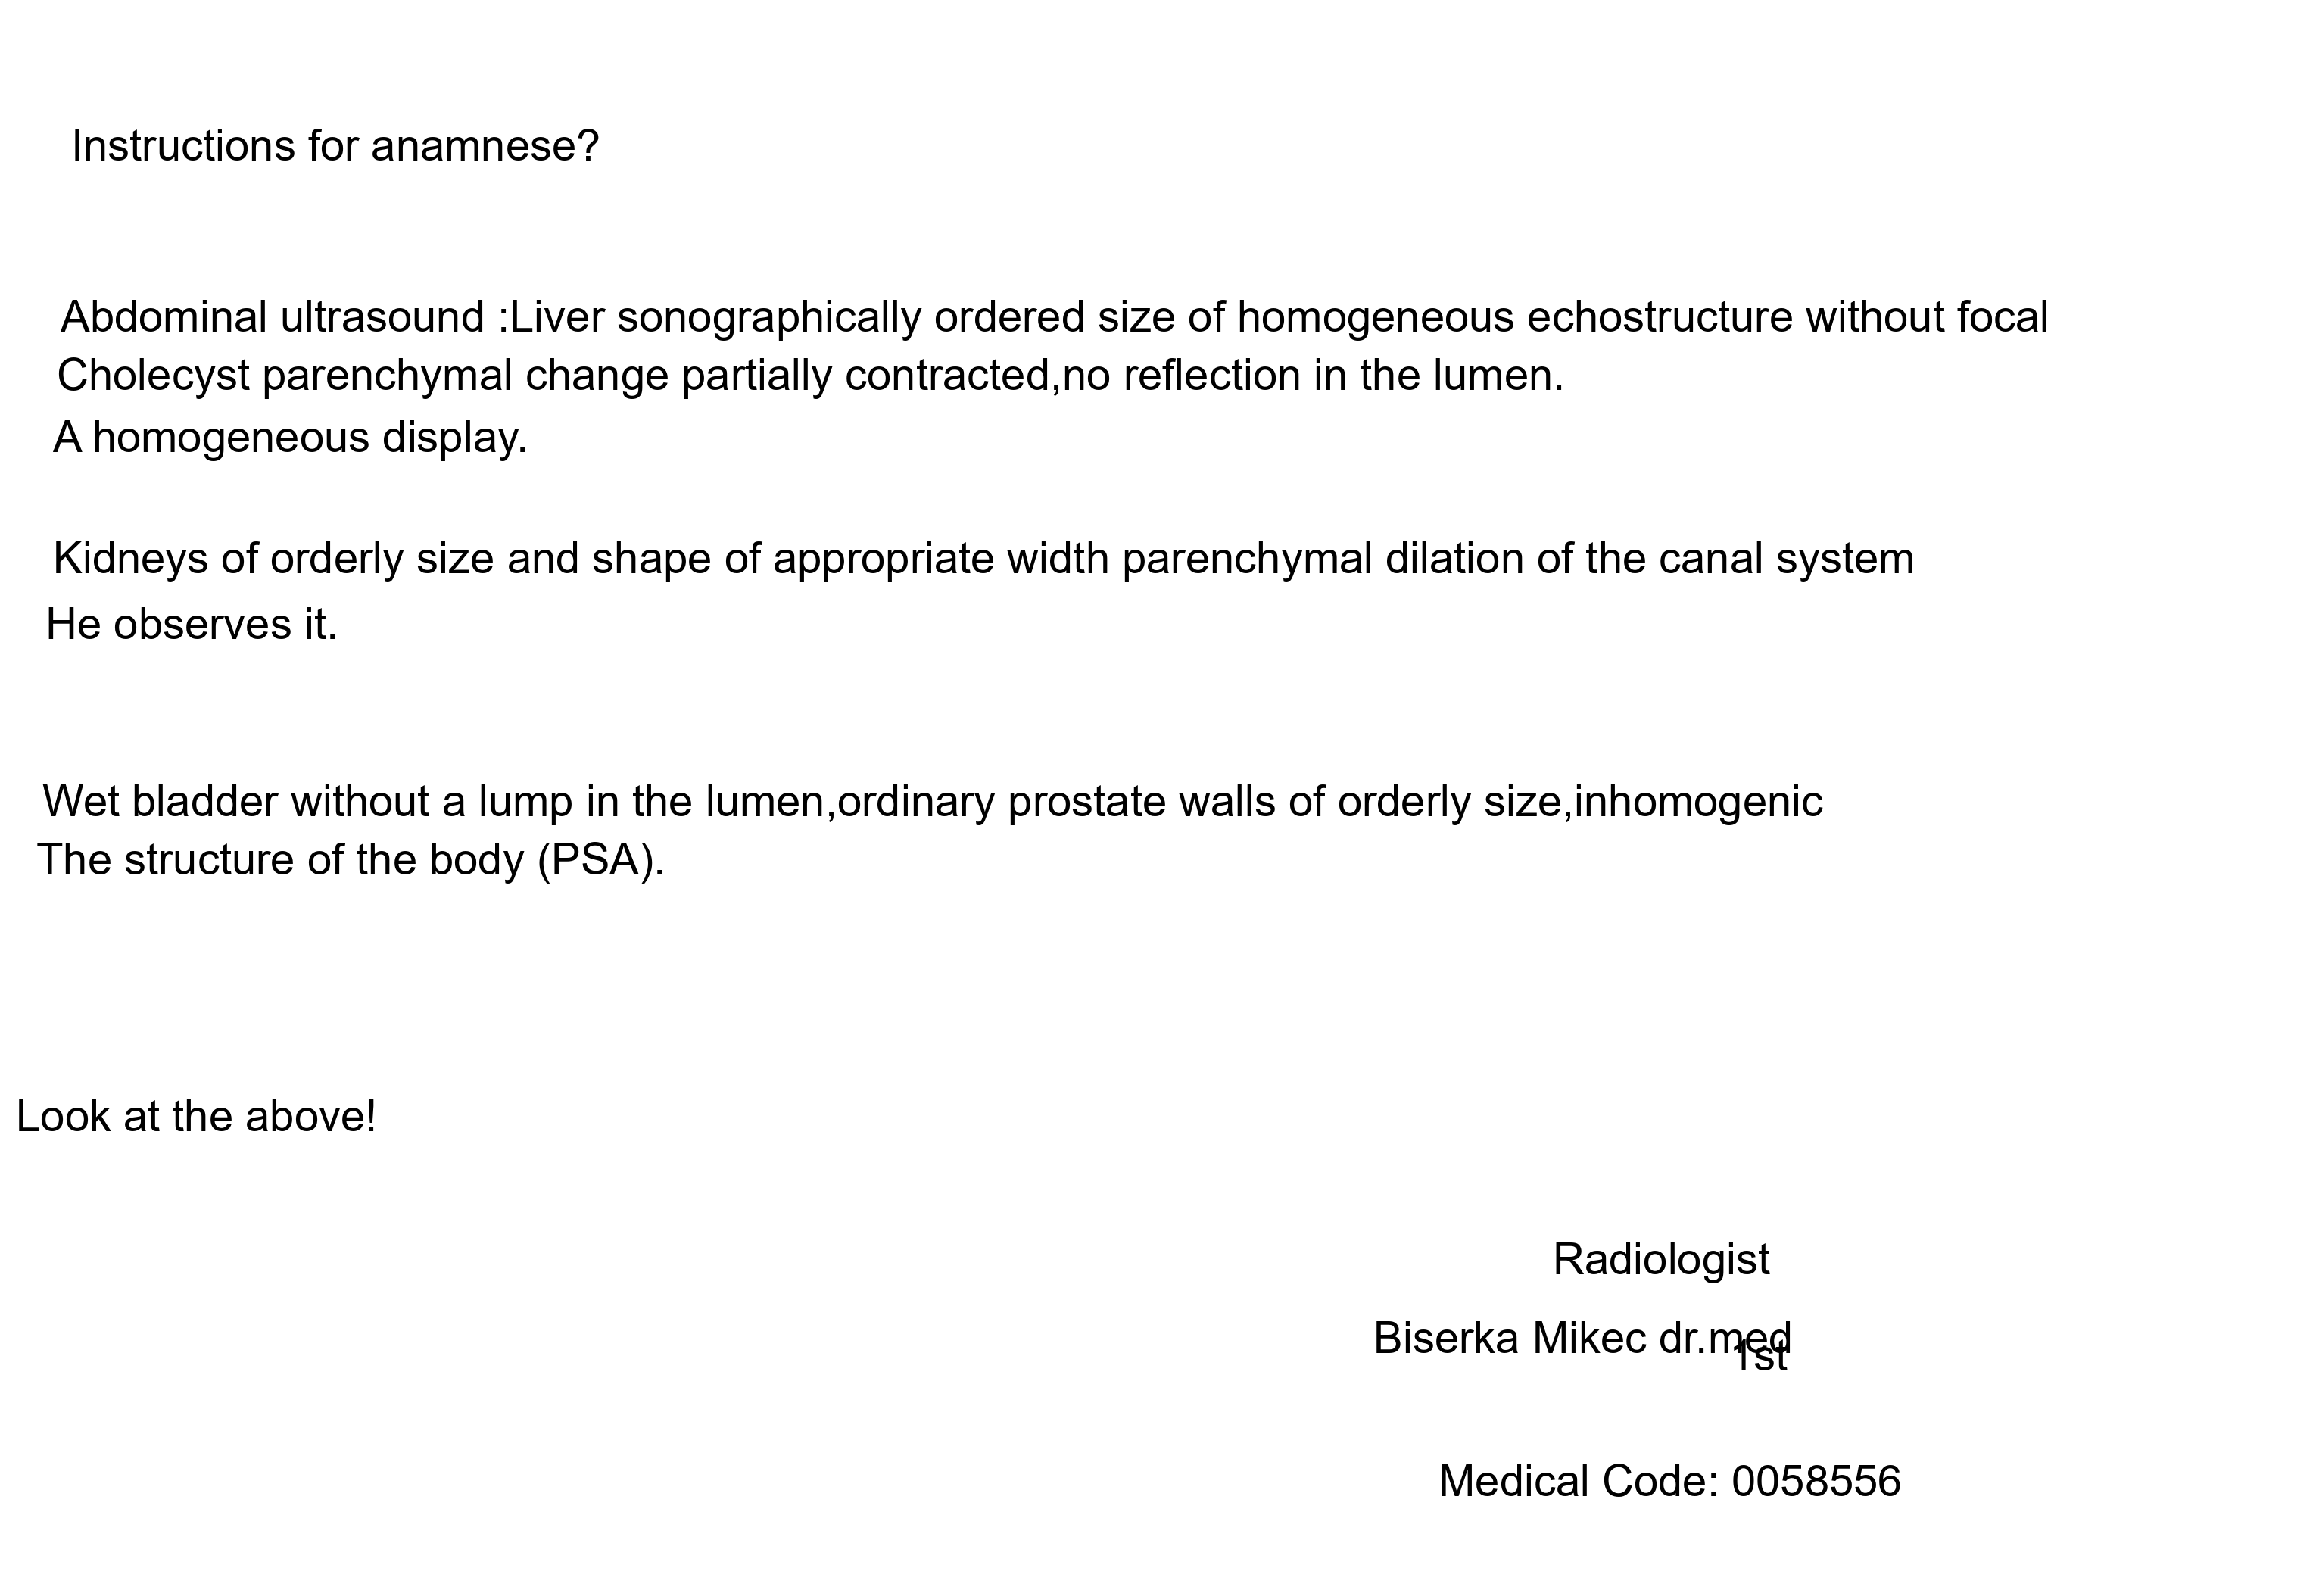 Instructions for anamnese?
Abdominal ultrasound :Liver sonographically ordered size of homogeneous echostructure without focal
Cholecyst parenchymal change partially contracted,no reflection in the lumen.
A homogeneous display.
Kidneys of orderly size and shape of appropriate width parenchymal dilation of the canal system
He observes it.
Wet bladder without a lump in the lumen,ordinary prostate walls of orderly size,inhomogenic
The structure of the body (PSA).
Look at the above!
Radiologist
Biserka Mikec dr.med
1st
Medical Code: 0058556